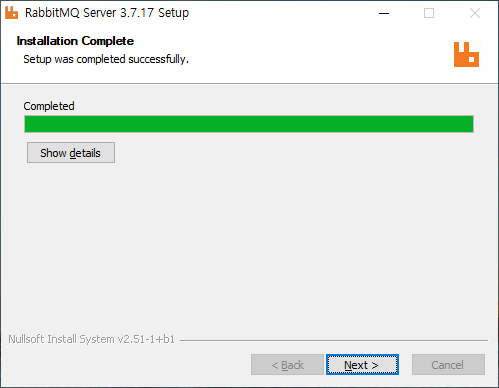 RabbitMQ Server 3.7.17 Setup
Installation Complete
Setup was completed successfully.
Completed
Show details
Nullsoft Install System v2.51-1+b1
< Back
Next >
Cancel